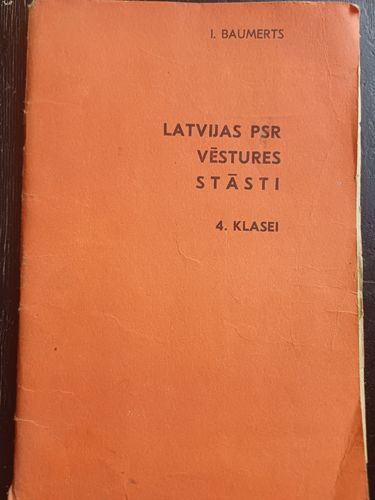 I. BAUMERTS
LATVIJAS PSR
VĒSTURES
STĀSTI
4. KLASEI